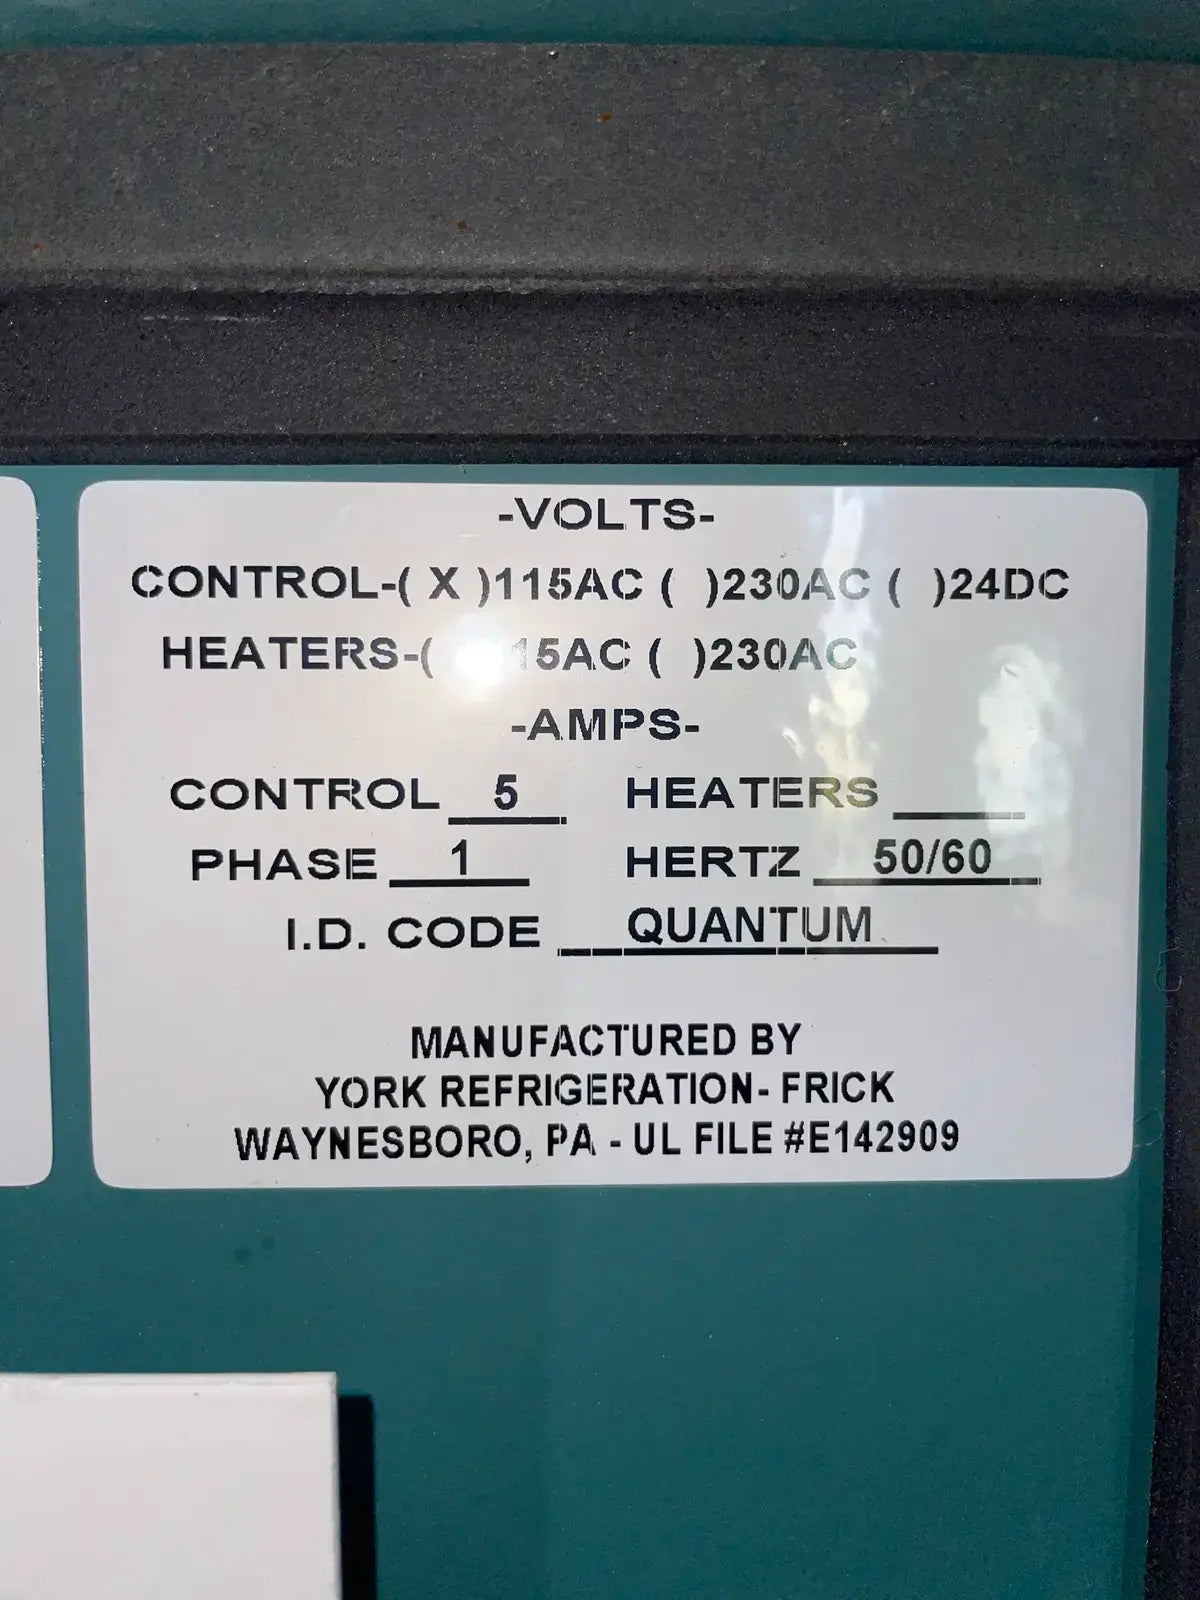 -VOLTS-
CONTROL-( X )115AC ( )230AC ( )24DC
HEATERS-( 15AC ( )230AC
-AMPS-
CONTROL 5 HEATERS ____
PHASE 1 HERTZ 50/60
I.D. CODE QUANTUM
MANUFACTURED BY
YORK REFRIGERATION- FRICK
WAYNESBORO, PA - UL FILE #E142909